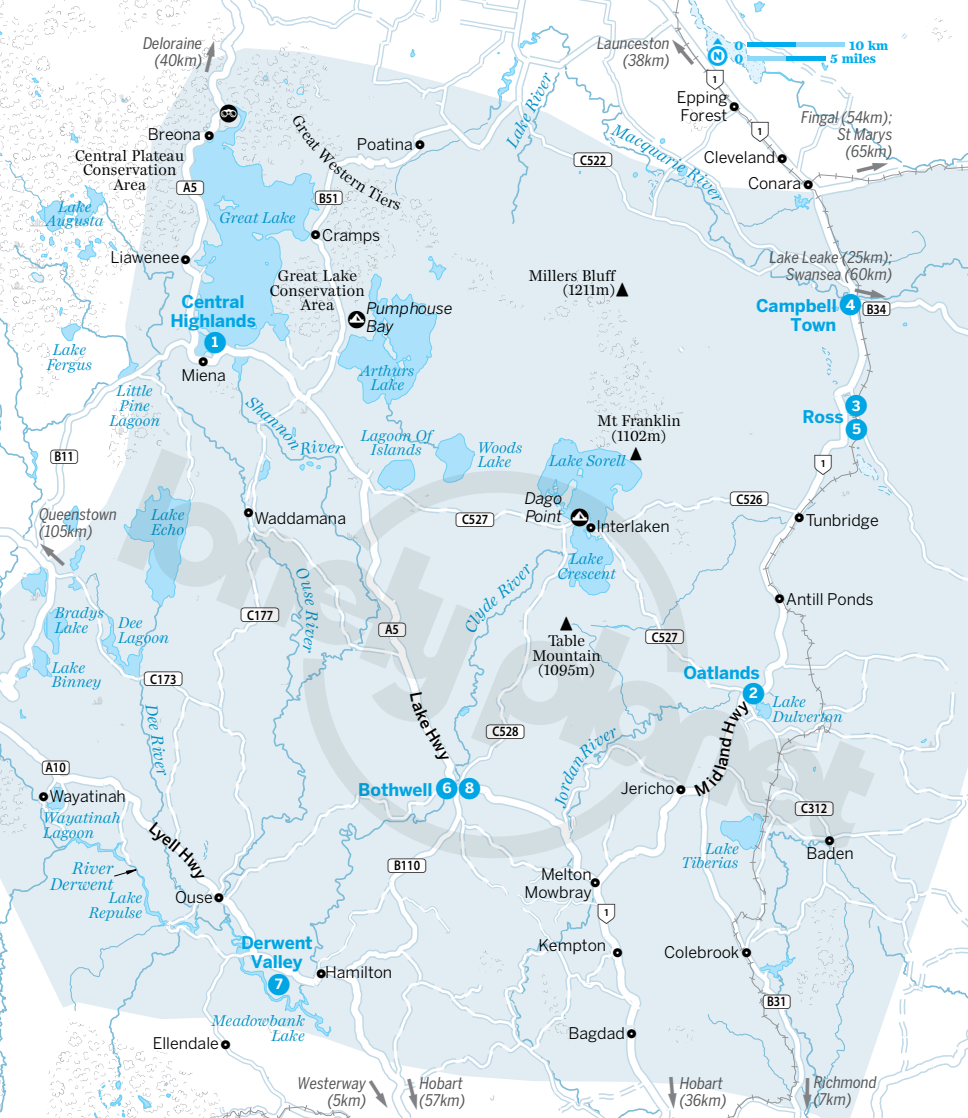 Deloraine
(40km)
Launceston
(38km)
N
0
10 km
0
5 miles
1
Epping
Forest
1
Fingal (54km);
St Marys
(65km)
Breona
Great Western Tiers
Poatina
Lake River
C522
Macquarie River
Cleveland
Conara
Central Plateau
Conservation
Area
A5
B51
Lake
Augusta
Great Lake
Cramps
Liawenee
Lake Leake (25km);
Swansea (60km)
Great Lake
Conservation
Area
Millers Bluff
(1211m)
Central
Highlands
1
Pumphouse
Bay
Campbell
Town
4
B34
Lake
Fergus
Miena
Arthurs
Lake
Little
Pine
Lagoon
Shannon River
Ross
3
5
Mt Franklin
(1102m)
Lagoon Of
Islands
Woods
Lake
Lake Sorell
B11
1
Queenstown
(105km)
Lake
Echo
Waddamana
C527
Dago
Point
Interlaken
C526
Tunbridge
Lake
Crescent
Ouse River
Clyde River
Antill Ponds
Bradys
Lake
Dee
Lagoon
C177
A5
Table
Mountain
(1095m)
C527
Lake
Binney
C173
Oatlands
2
Lake
Dulverton
Dee River
Lake Hwy
C528
Jordan River
Midland Hwy
A10
Wayatinah
Wayatinah
Lagoon
Bothwell
6
8
Jericho
C312
Baden
Lyell Hwy
River
Derwent
Lake
Repulse
B110
Lake
Tiberias
Melton
Mowbray
Ouse
1
Derwent
Valley
7
Hamilton
Kempton
Colebrook
B31
Meadowbank
Lake
Ellendale
Bagdad
Westerway
(5km)
Hobart
(57km)
Hobart
(36km)
Richmond
(7km)
lonely planet